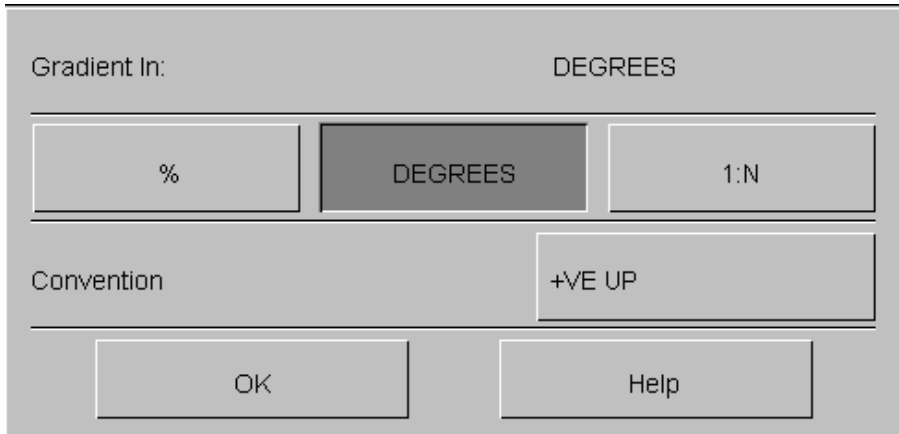 Gradient In: DEGREES
% DEGREES 1:N
Convention +VE UP
OK Help